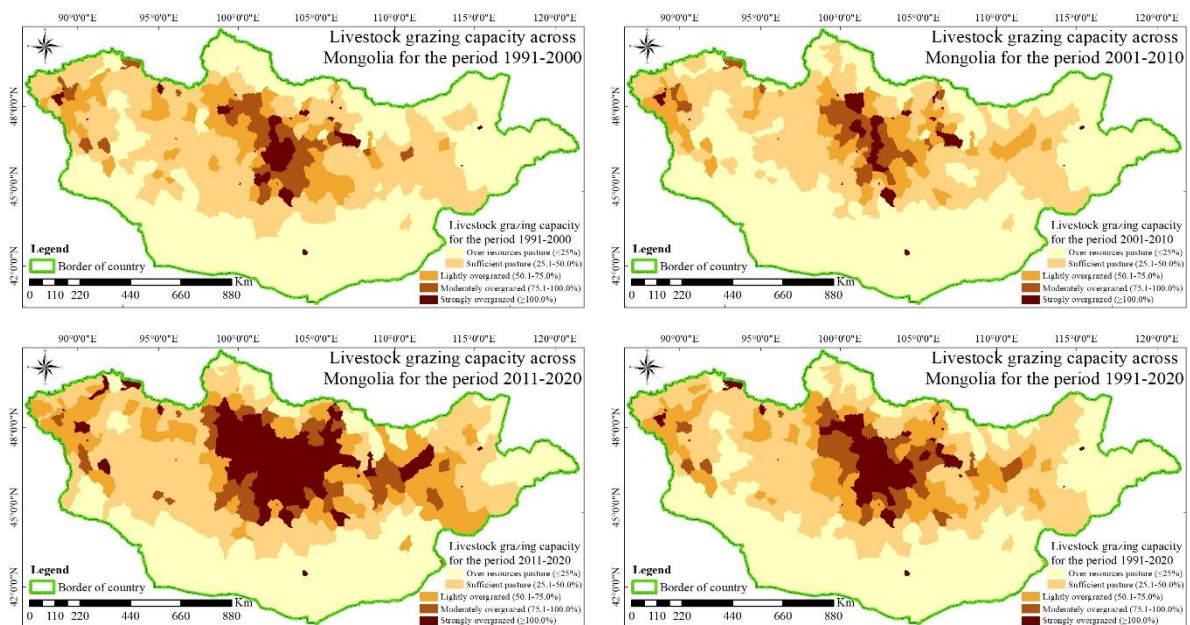 90°0'0"E 95°0'0"E 100°0'0"E 105°0'0"E 110°0'0"E 115°0'0"E 120°0'0"E
Livestock grazing capacity across
Mongolia for the period 1991-2000
48°0'0"N
45°0'0"N
42°0'0"N
Livestock grazing capacity
for the period 1991-2000
Over resources pasture (≤25%)
Sufficient pasture (25.1-50.0%)
Lightly overgrazed (50.1-75.0%)
Moderately overgrazed (75.1-100.0%)
Strongly overgrazed (≥100.0%)
Legend
Border of country
Km
0 110 220 440 660 880
90°0'0"E 95°0'0"E 100°0'0"E 105°0'0"E 110°0'0"E 115°0'0"E 120°0'0"E
Livestock grazing capacity across
Mongolia for the period 2001-2010
48°0'0"N
45°0'0"N
42°0'0"N
Livestock grazing capacity
for the period 2001-2010
Over resources pasture (≤25%)
Sufficient pasture (25.1-50.0%)
Lightly overgrazed (50.1-75.0%)
Moderately overgrazed (75.1-100.0%)
Strongly overgrazed (≥100.0%)
Legend
Border of country
Km
0 110 220 440 660 880
90°0'0"E 95°0'0"E 100°0'0"E 105°0'0"E 110°0'0"E 115°0'0"E 120°0'0"E
Livestock grazing capacity across
Mongolia for the period 2011-2020
48°0'0"N
45°0'0"N
42°0'0"N
Livestock grazing capacity
for the period 2011-2020
Over resources pasture (≤25%)
Sufficient pasture (25.1-50.0%)
Lightly overgrazed (50.1-75.0%)
Moderately overgrazed (75.1-100.0%)
Strongly overgrazed (≥100.0%)
Legend
Border of country
Km
0 110 220 440 660 880
90°0'0"E 95°0'0"E 100°0'0"E 105°0'0"E 110°0'0"E 115°0'0"E 120°0'0"E
Livestock grazing capacity across
Mongolia for the period 1991-2020
48°0'0"N
45°0'0"N
42°0'0"N
Livestock grazing capacity
for the period 1991-2020
Over resources pasture (≤25%)
Sufficient pasture (25.1-50.0%)
Lightly overgrazed (50.1-75.0%)
Moderately overgrazed (75.1-100.0%)
Strongly overgrazed (≥100.0%)
Legend
Border of country
Km
0 110 220 440 660 880